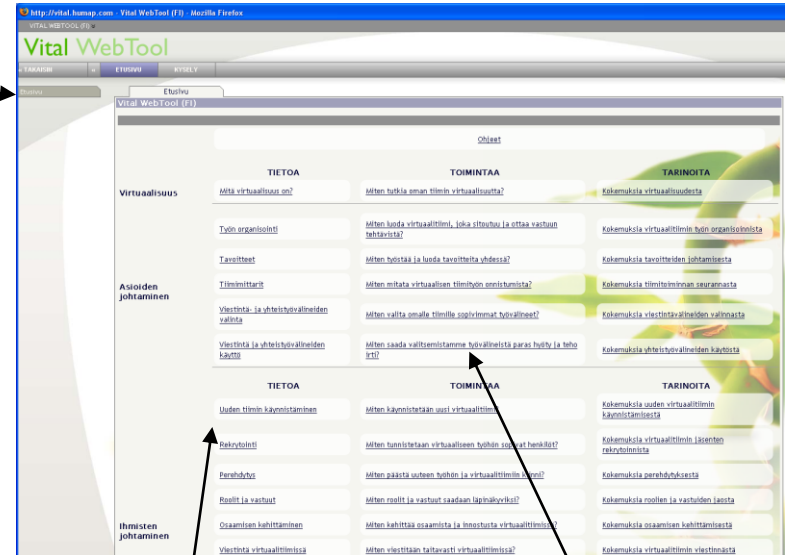 http://vital.humap.com - Vital WebTool (FI) - Mozilla Firefox
VITAL WEBTOOL (FI)
Vital WebTool
« TAKAISIN
»
ETUSIVU
KYSELY
Etusivu
Etusivu
Vital WebTool (FI)
Ohjeet
TIETOA
TOIMINTAA
TARINOITA
Virtuaalisuus
Mitä virtuaalisuus on?
Miten tutkia oman tiimin virtuaalisuutta?
Kokemuksia virtuaalisuudesta
Asioiden
johtaminen
Työn organisointi
Miten luoda virtuaalitiimi, joka sitoutuu ja ottaa vastuun
tehtävistä?
Kokemuksia virtuaalitiimin työn organisoinnista
Tavoitteet
Miten työstää ja luoda tavoitteita yhdessä?
Kokemuksia tavoitteiden johtamisesta
Tiimimittarit
Miten mitata virtuaalisen tiimityön onnistumista?
Kokemuksia tiimitoiminnan seurannasta
Viestintä- ja yhteistyövälineiden
valinta
Miten valita omalle tiimille sopivimmat työvälineet?
Kokemuksia viestintävälineiden valinnasta
Viestintä ja yhteistyövälineiden
käyttö
Miten saada valitsemistamme työvälineistä paras hyöty ja teho
irti?
Kokemuksia yhteistyövälineiden käytöstä
TIETOA
TOIMINTAA
TARINOITA
Ihmisten
johtaminen
Uuden tiimin käynnistäminen
Miten käynnistetään uusi virtuaalitiimi?
Kokemuksia uuden virtuaalitiimin
käynnistämisestä
Rekrytointi
Miten tunnistetaan virtuaaliseen työhön sopivat henkilöt?
Kokemuksia virtuaalitiimin jäsenten
rekrytoinnista
Perehdytys
Miten päästä uuteen työhön ja virtuaalitiimiin kiinni?
Kokemuksia perehdytyksestä
Roolit ja vastuut
Miten roolit ja vastuut saadaan läpinäkyviksi?
Kokemuksia roolien ja vastuiden jaosta
Osaamisen kehittäminen
Miten kehittää osaamista ja innostusta virtuaalitiimissä?
Kokemuksia osaamisen kehittämisestä
Viestintä virtuaalitiimissä
Miten viestitään taitavasti virtuaalitiimissä?
Kokemuksia virtuaalitiimin viestinnästä